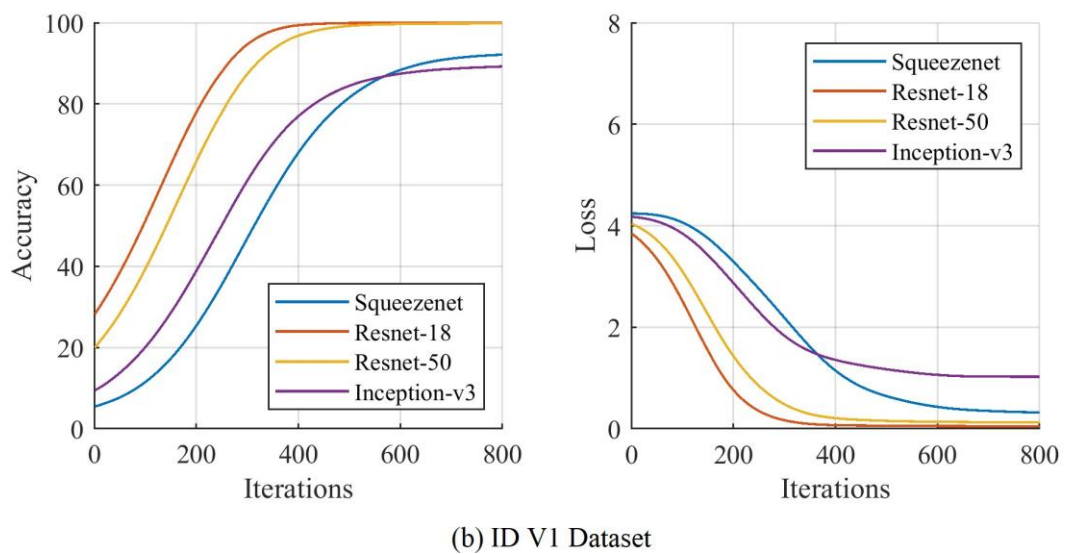 100
80
60
40
20
0
Accuracy
0 200 400 600 800
Iterations
Squeezenet
Resnet-18
Resnet-50
Inception-v3
8
6
4
2
0
Loss
0 200 400 600 800
Iterations
Squeezenet
Resnet-18
Resnet-50
Inception-v3
(b) ID V1 Dataset